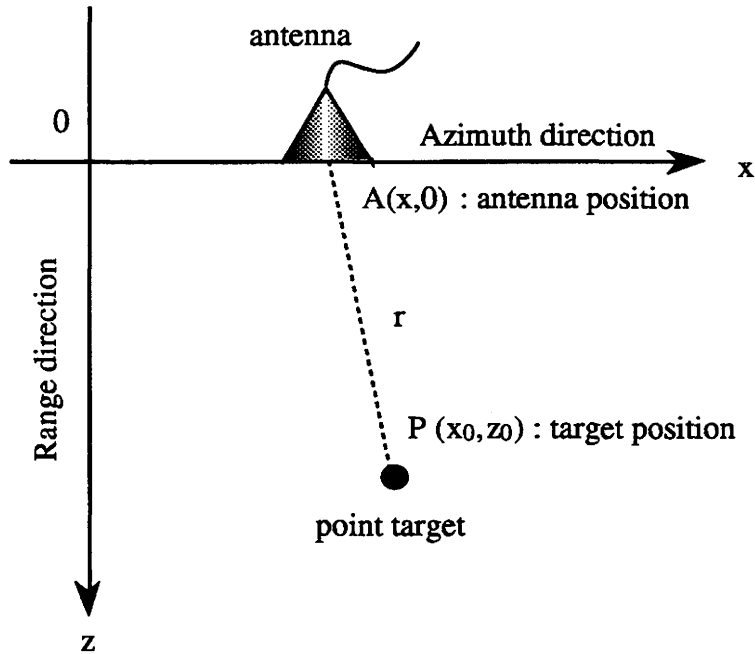 antenna
0
Azimuth direction
x
A(x,0) : antenna position
Range direction
r
P (x₀,z₀) : target position
point target
z